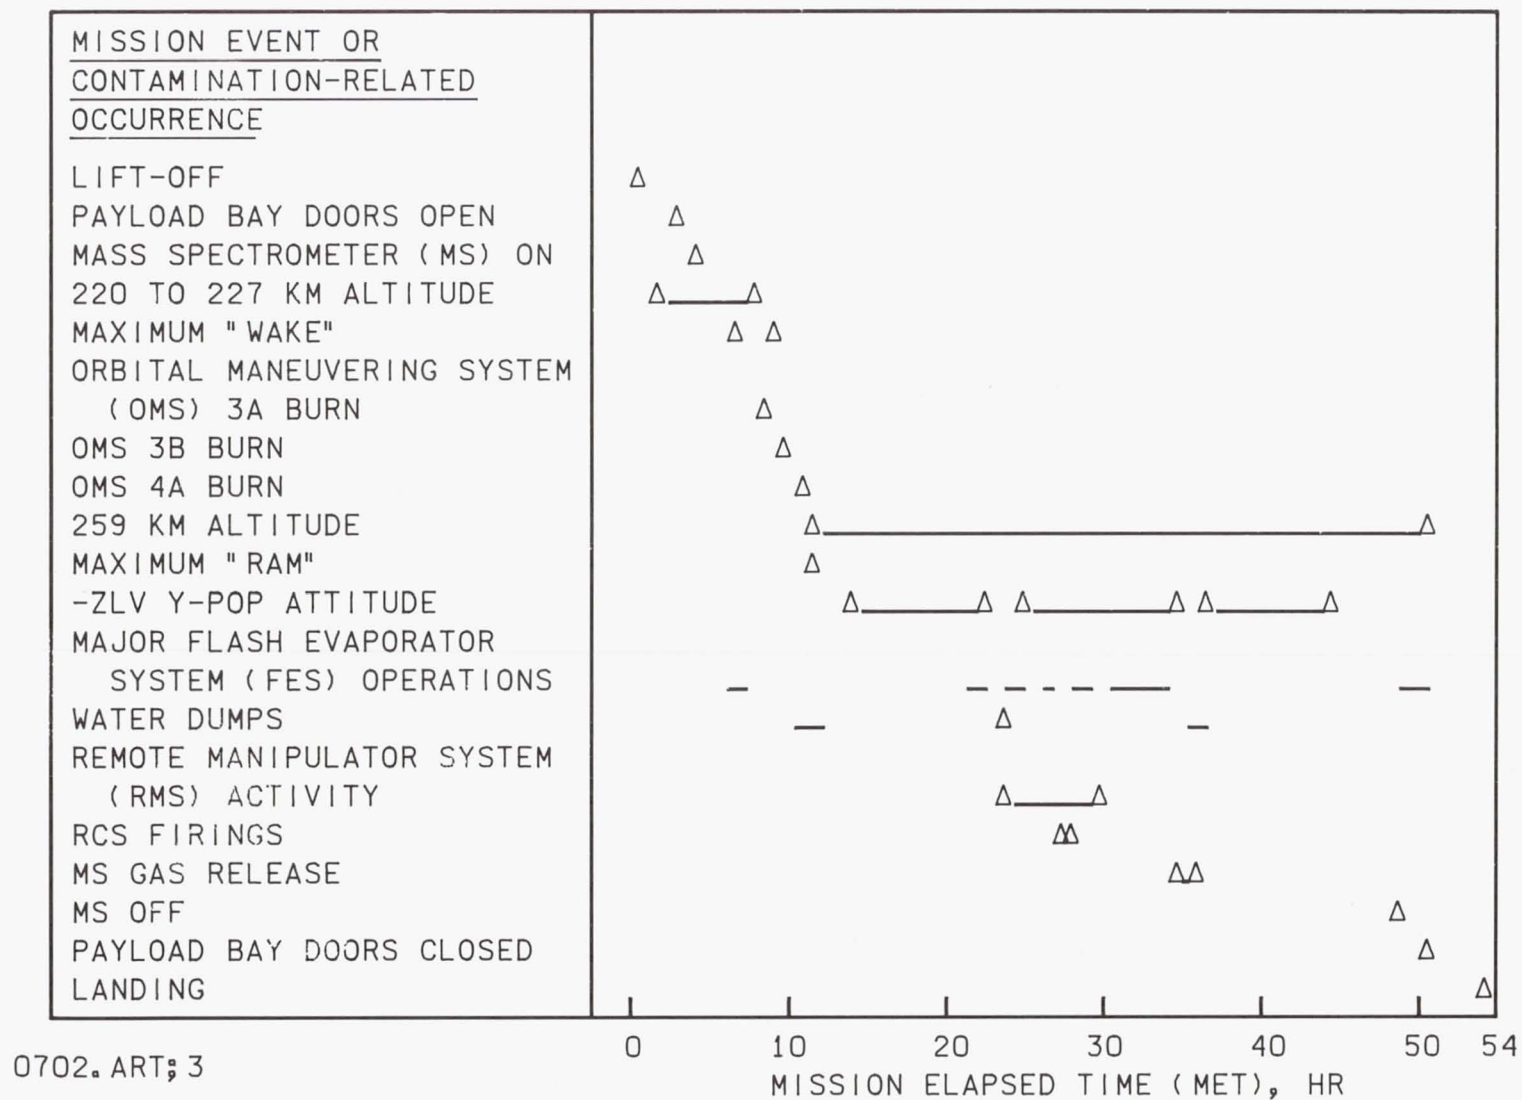 MISSION EVENT OR
CONTAMINATION-RELATED
OCCURRENCE
LIFT-OFF
PAYLOAD BAY DOORS OPEN
MASS SPECTROMETER (MS) ON
220 TO 227 KM ALTITUDE
MAXIMUM "WAKE"
ORBITAL MANEUVERING SYSTEM
(OMS) 3A BURN
OMS 3B BURN
OMS 4A BURN
259 KM ALTITUDE
MAXIMUM "RAM"
-ZLV Y-POP ATTITUDE
MAJOR FLASH EVAPORATOR
SYSTEM (FES) OPERATIONS
WATER DUMPS
REMOTE MANIPULATOR SYSTEM
(RMS) ACTIVITY
RCS FIRINGS
MS GAS RELEASE
MS OFF
PAYLOAD BAY DOORS CLOSED
LANDING
0 10 20 30 40 50 54
MISSION ELAPSED TIME (MET), HR
0702.ART;3